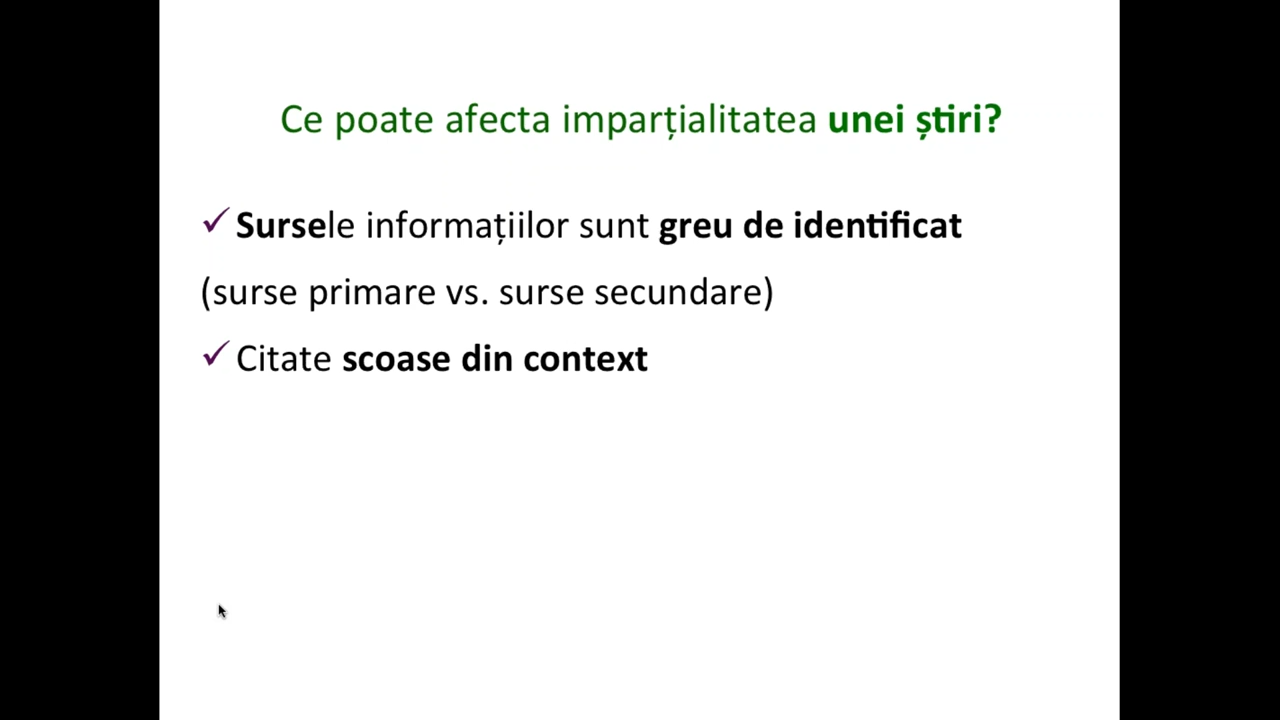 Ce poate afecta imparțialitatea unei știri?
✓ Sursele informațiilor sunt greu de identificat
(surse primare vs. surse secundare)
✓ Citate scoase din context